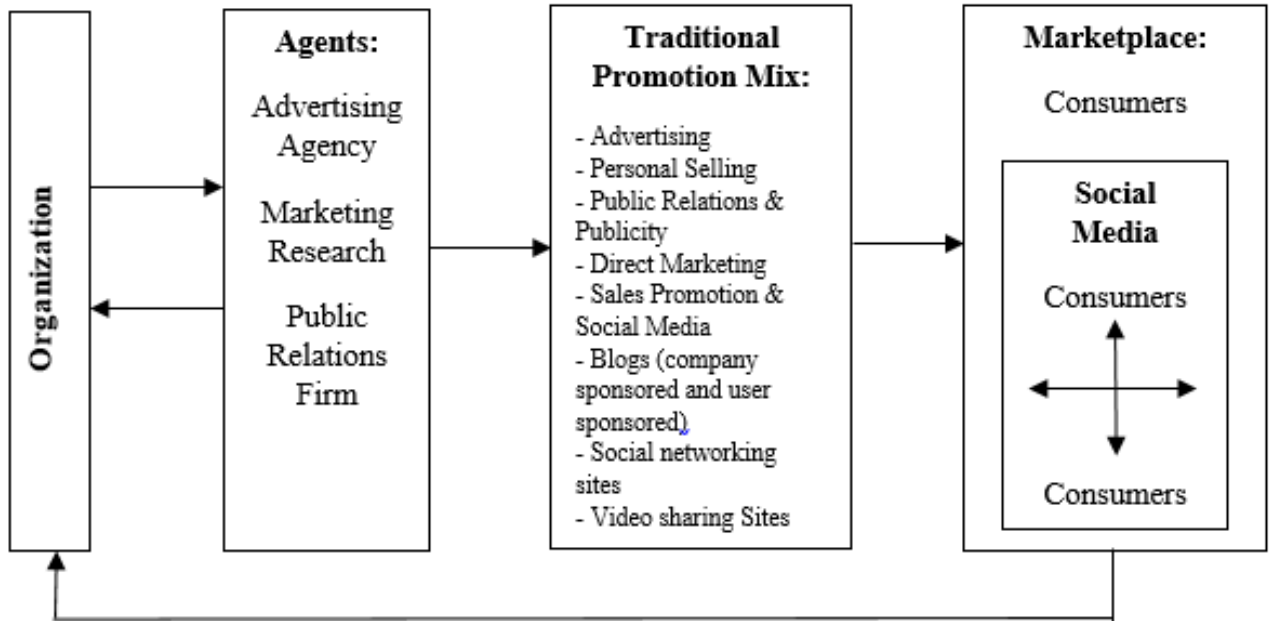 Organization
Agents:
Advertising
Agency
Marketing
Research
Public
Relations
Firm
Traditional
Promotion Mix:
- Advertising
- Personal Selling
- Public Relations &
Publicity
- Direct Marketing
- Sales Promotion &
Social Media
- Blogs (company
sponsored and user
sponsored)
- Social networking
sites
- Video sharing Sites
Marketplace:
Consumers
Social
Media
Consumers
Consumers